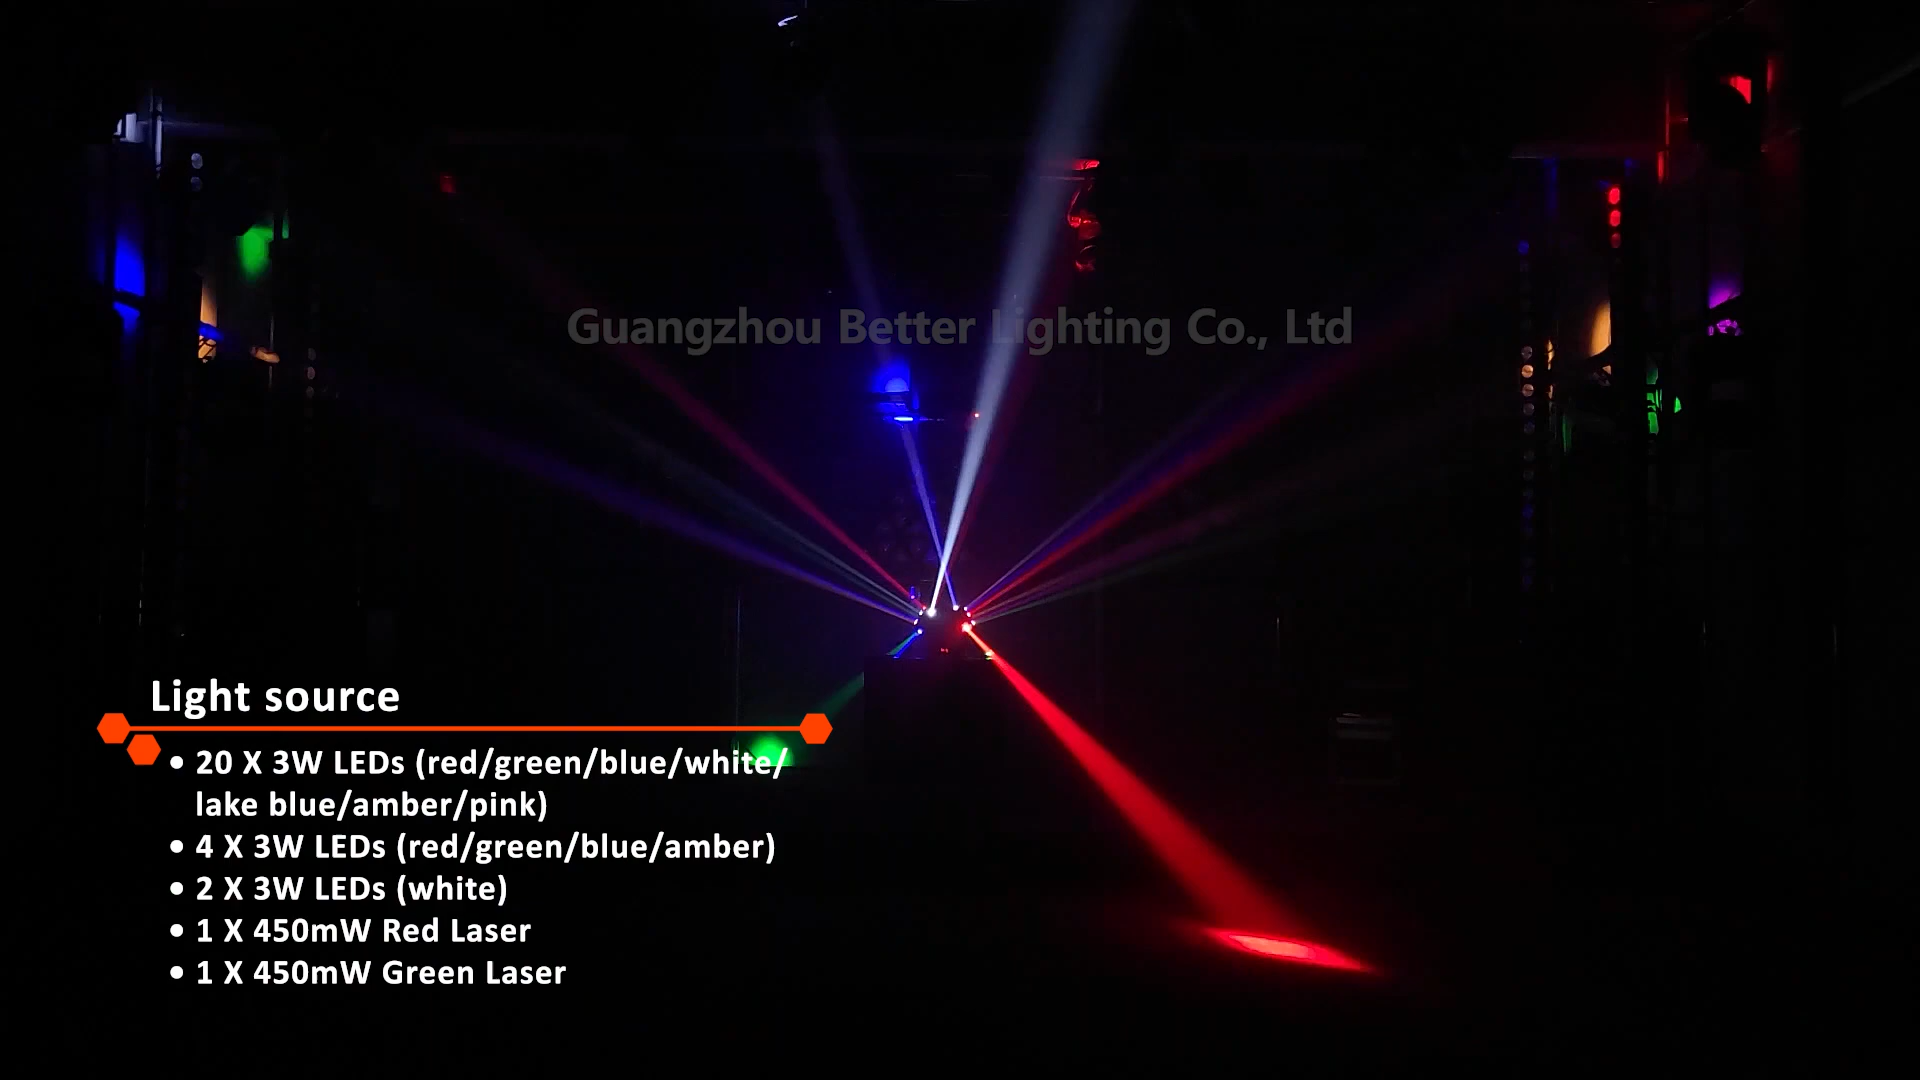 Guangzhou Better Lighting Co., Ltd
Light source
• 20 X 3W LEDs (red/green/blue/white/
lake blue/amber/pink)
• 4 X 3W LEDs (red/green/blue/amber)
• 2 X 3W LEDs (white)
• 1 X 450mW Red Laser
• 1 X 450mW Green Laser